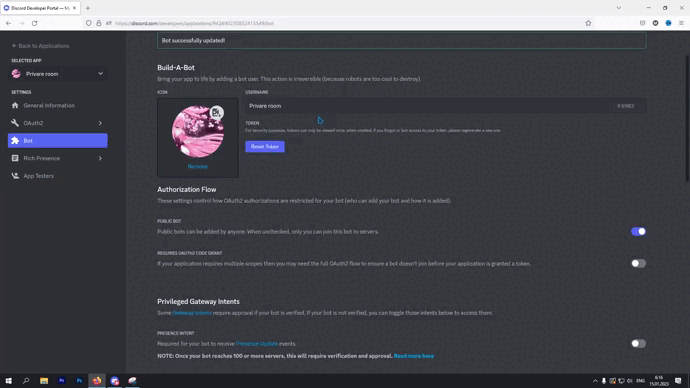 Discord Developer Portal — My
https://discord.com/developers/applications/
Back to Applications
SELECTED APP
Private room
SETTINGS
General Information
OAuth2
Bot
Rich Presence
App Testers
Bot successfully updated!
Build-A-Bot
Bring your app to life by adding a bot user. This action is irreversible (because robots are too cool to destroy).
ICON
Remove
USERNAME
Private room
TOKEN
For security purposes, tokens can only be viewed once, when created. If you forgot or lost access to your token, please regenerate a new one.
Reset Token
Authorization Flow
These settings control how OAuth2 authorizations are restricted for your bot (who can add your bot and how it is added).
PUBLIC BOT
Public bots can be added by anyone. When unchecked, only you can join this bot to servers.
REQUIRES OAUTH2 CODE GRANT
If your application requires multiple scopes then you may need the full OAuth2 flow to ensure a bot doesn't join before your application is granted a token.
Privileged Gateway Intents
Some Gateway Intents require approval if your bot is verified. If your bot is not verified, you can toggle those intents below to access them.
PRESENCE INTENT
Required for your bot to receive Presence Update events.
NOTE: Once your bot reaches 100 or more servers, this will require verification and approval. Read more here
6:16
15.01.2023